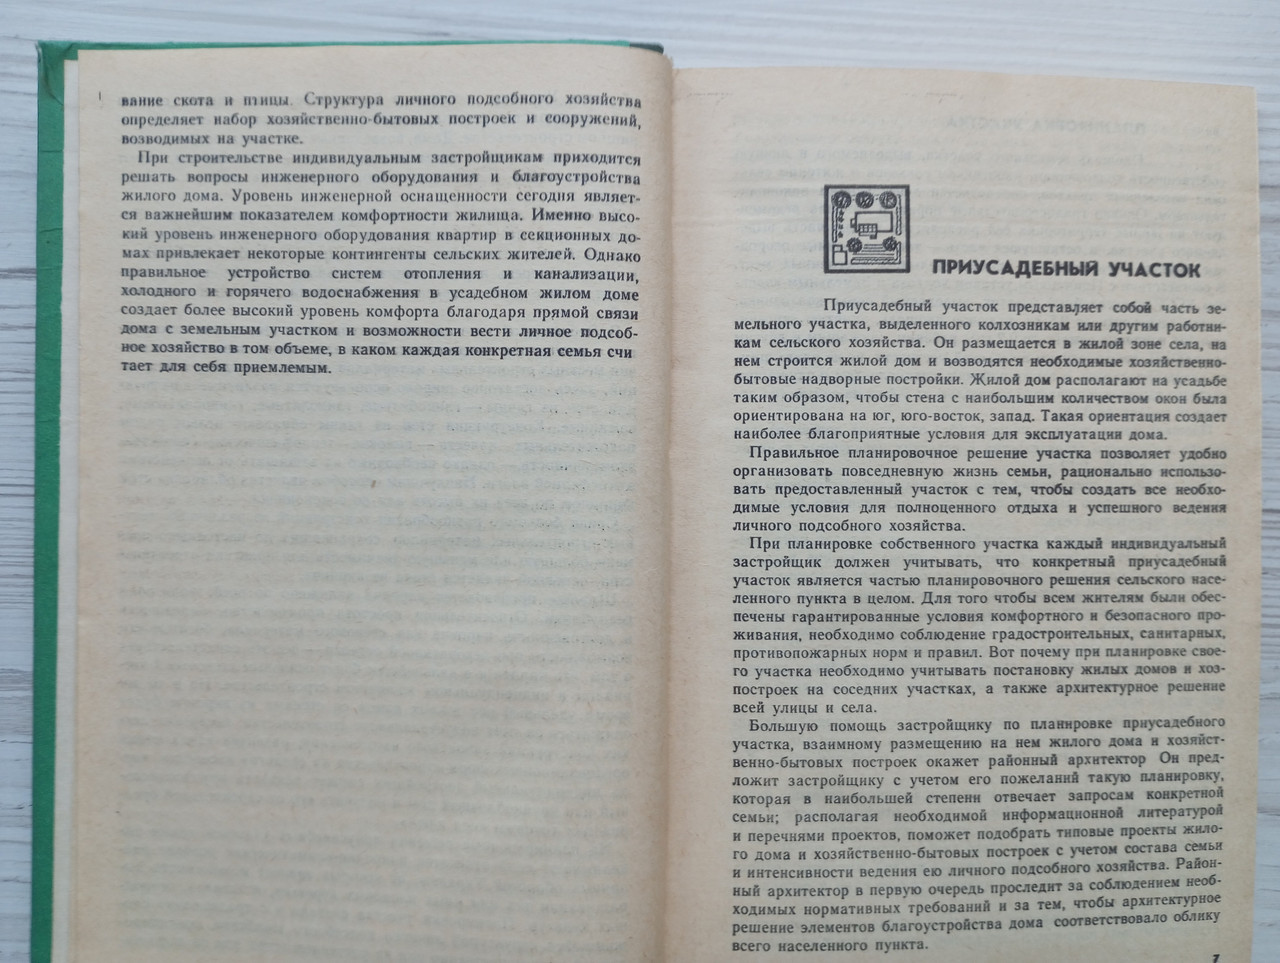 вание скота и птицы. Структура личного подсобного хозяйства
определяет набор хозяйственно-бытовых построек и сооружений,
возводимых на участке.
При строительстве индивидуальным застройщикам приходится
решать вопросы инженерного оборудования и благоустройства
жилого дома. Уровень инженерной оснащенности сегодня являет-
ся важнейшим показателем комфортности жилища. Именно высо-
кий уровень инженерного оборудования квартир в секционных до-
мах привлекает некоторые контингенты сельских жителей. Однако
правильное устройство систем отопления и канализации,
холодного и горячего водоснабжения в усадебном жилом доме
создает более высокий уровень комфорта благодаря прямой связи
дома с земельным участком и возможности вести личное подсоб-
ное хозяйство в том объеме, в каком каждая конкретная семья счи
тает для себя приемлемым.
ПРИУСАДЕБНЫЙ УЧАСТОК
Приусадебный участок представляет собой часть зе-
мельного участка, выделенного колхозникам или другим работни-
кам сельского хозяйства. Он размещается в жилой зоне села, на
нем строится жилой дом и возводятся необходимые хозяйственно-
бытовые надворные постройки. Жилой дом располагают на усадьбе
таким образом, чтобы стена с наибольшим количеством окон была
ориентирована на юг, юго-восток, запад. Такая ориентация создает
наиболее благоприятные условия для эксплуатации дома.
Правильное планировочное решение участка позволяет удобно
организовать повседневную жизнь семьи, рационально использо-
вать предоставленный участок с тем, чтобы создать все необхо-
димые условия для полноценного отдыха и успешного ведения
личного подсобного хозяйства.
При планировке собственного участка каждый индивидуальный
застройщик должен учитывать, что конкретный приусадебный
участок является частью планировочного решения сельского насе-
ленного пункта в целом. Для того чтобы всем жителям были обес-
печены гарантированные условия комфортного и безопасного про-
живания, необходимо соблюдение градостроительных, санитарных,
противопожарных норм и правил. Вот почему при планировке свое-
го участка необходимо учитывать постановку жилых домов и хоз-
построек на соседних участках, а также архитектурное решение
всей улицы и села.
Большую помощь застройщику по планировке приусадебного
участка, взаимному размещению на нем жилого дома и хозяйст-
венно-бытовых построек окажет районный архитектор Он пред-
ложит застройщику с учетом его пожеланий такую планировку,
которая в наибольшей степени отвечает запросам конкретной
семьи; располагая необходимой информационной литературой
и перечнями проектов, поможет подобрать типовые проекты жило-
го дома и хозяйственно-бытовых построек с учетом состава семьи
и интенсивности ведения ею личного подсобного хозяйства. Район-
ный архитектор в первую очередь проследит за соблюдением необ-
ходимых нормативных требований и за тем, чтобы архитектурное
решение элементов благоустройства дома соответствовало облику
всего населенного пункта.
7